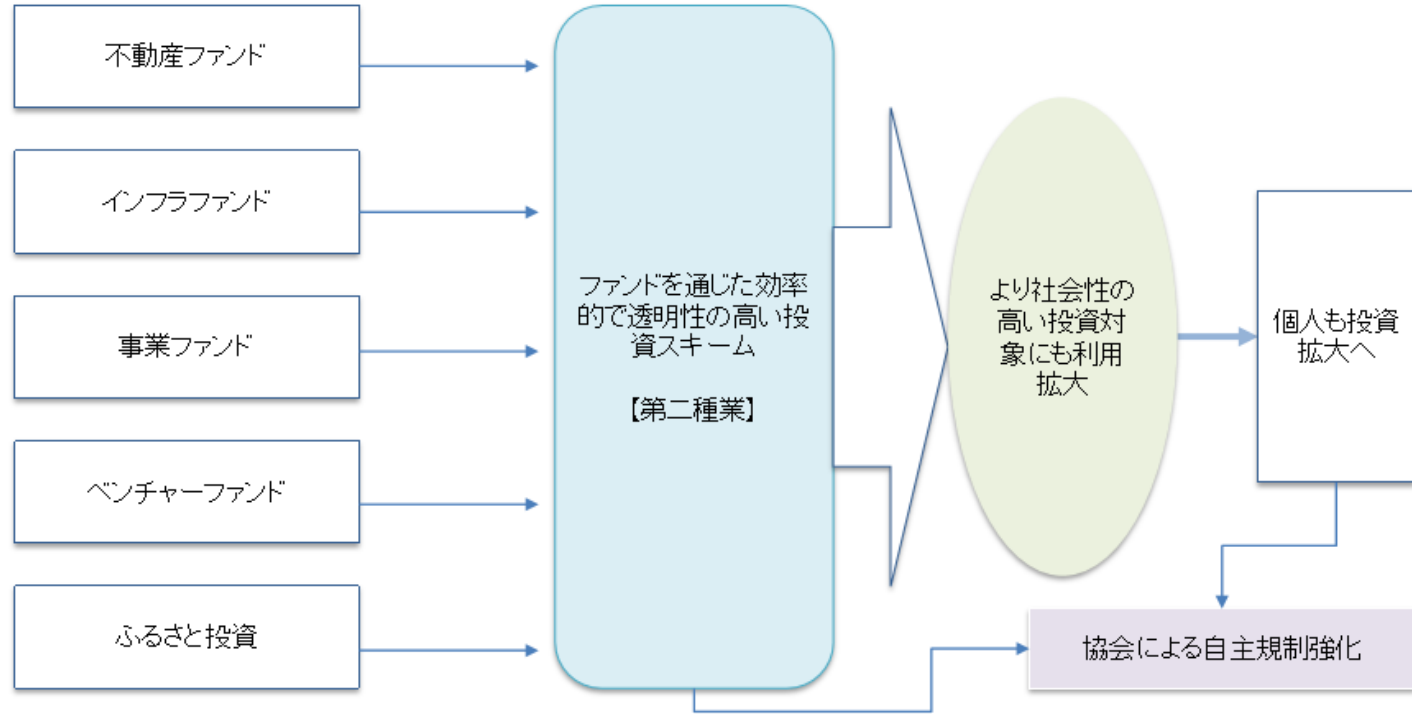 不動産ファンド
インフラファンド
事業ファンド
ベンチャーファンド
ふるさと投資
ファンドを通じた効率
的で透明性の高い投
資スキーム
【第二種業】
より社会性の
高い投資対
象にも利用
拡大
個人も投資
拡大へ
協会による自主規制強化